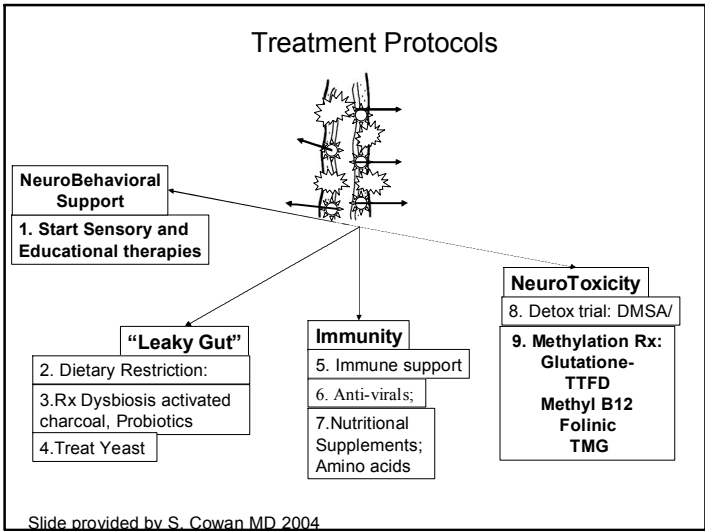 Treatment Protocols
NeuroBehavioral
Support
1. Start Sensory and
Educational therapies
“Leaky Gut”
2. Dietary Restriction:
3.Rx Dysbiosis activated
charcoal, Probiotics
4.Treat Yeast
Immunity
5. Immune support
6. Anti-virals;
7.Nutritional
Supplements;
Amino acids
NeuroToxicity
8. Detox trial: DMSA/
9. Methylation Rx:
Glutatione-
TTFD
Methyl B12
Folinic
TMG
Slide provided by S. Cowan MD 2004